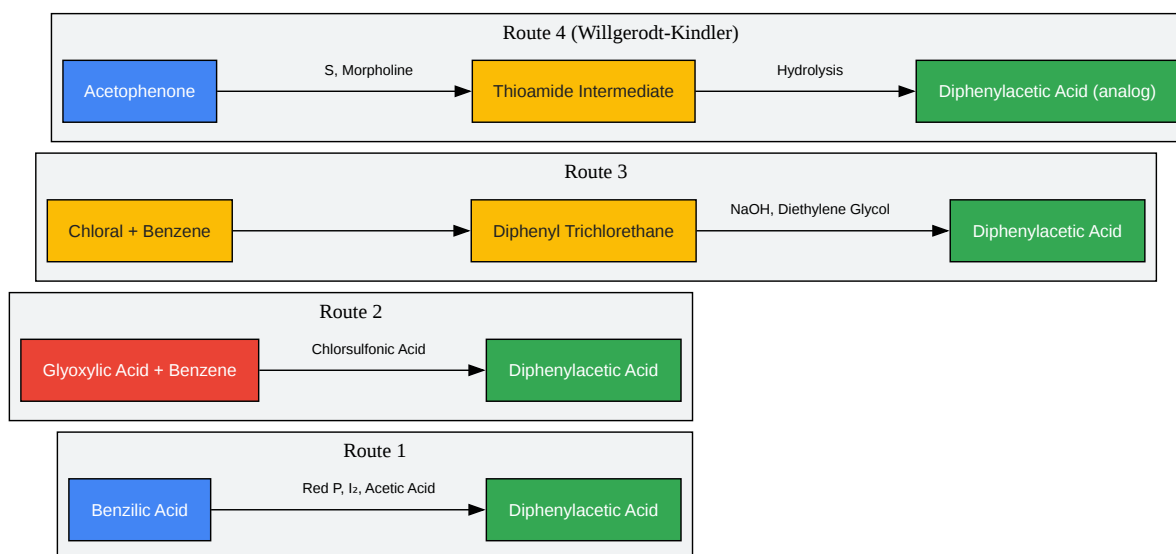 Route 4 (Willgerodt-Kindler)
Acetophenone
S, Morpholine
Thioamide Intermediate
Hydrolysis
Diphenylacetic Acid (analog)
Route 3
Chloral + Benzene
Diphenyl Trichlorethane
NaOH, Diethylene Glycol
Diphenylacetic Acid
Route 2
Glyoxylic Acid + Benzene
Chlorsulfonic Acid
Diphenylacetic Acid
Route 1
Benzilic Acid
Red P, I₂, Acetic Acid
Diphenylacetic Acid